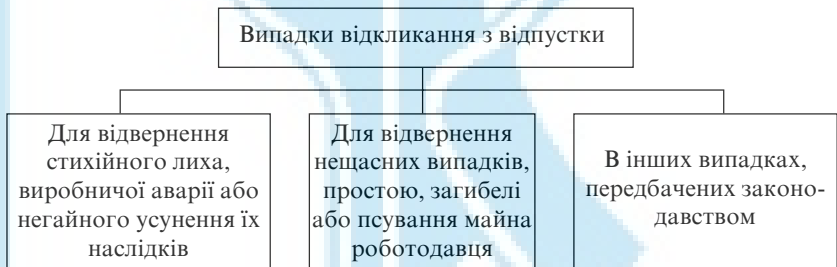 Випадки відкликання з відпустки
Для відвернення
стихійного лиха,
виробничої аварії або
негайного усунення їх
наслідків
Для відвернення
нещасних випадків,
простою, загибелі
або псування майна
роботодавця
В інших випадках,
передбачених законо-
давством